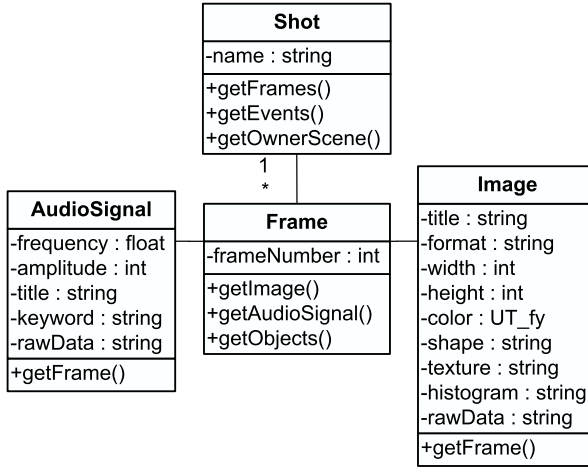 Shot
-name : string
+getFrames()
+getEvents()
+getOwnerScene()
1
*
AudioSignal
-frequency : float
-amplitude : int
-title : string
-keyword : string
-rawData : string
+getFrame()
Frame
-frameNumber : int
+getImage()
+getAudioSignal()
+getObjects()
Image
-title : string
-format : string
-width : int
-height : int
-color : UT_fy
-shape : string
-texture : string
-histogram : string
-rawData : string
+getFrame()